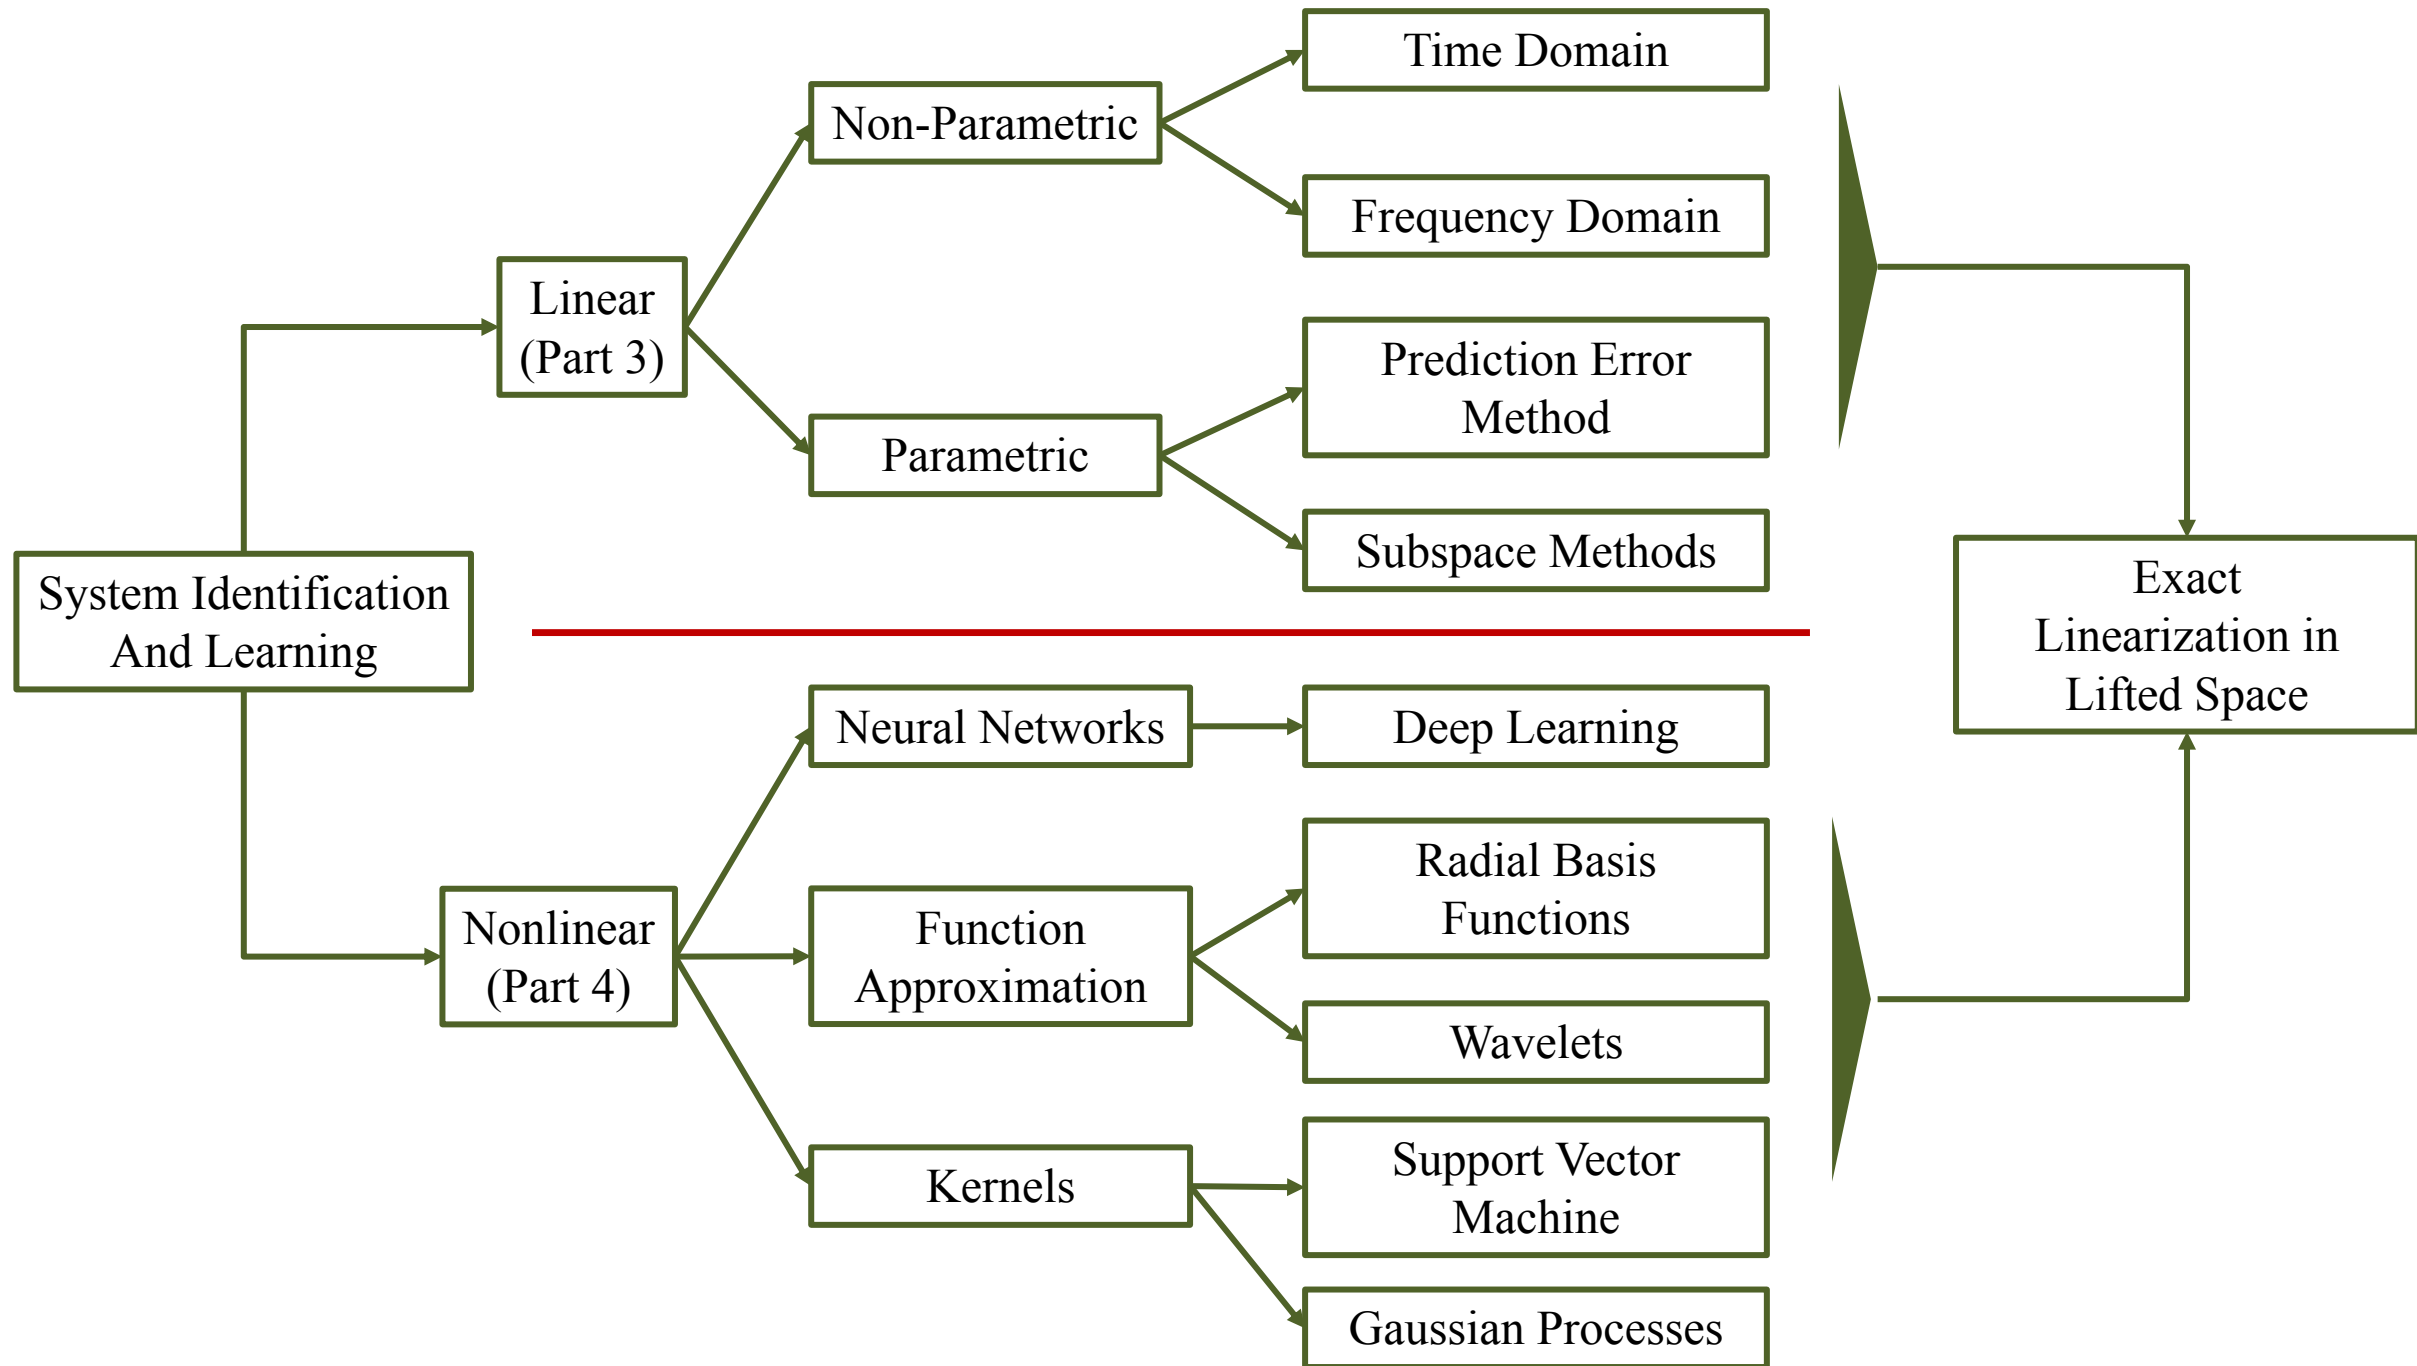 System Identification
And Learning
Linear
(Part 3)
Non-Parametric
Time Domain
Frequency Domain
Parametric
Prediction Error
Method
Subspace Methods
Nonlinear
(Part 4)
Neural Networks
Deep Learning
Function
Approximation
Radial Basis
Functions
Wavelets
Kernels
Support Vector
Machine
Gaussian Processes
Exact
Linearization in
Lifted Space